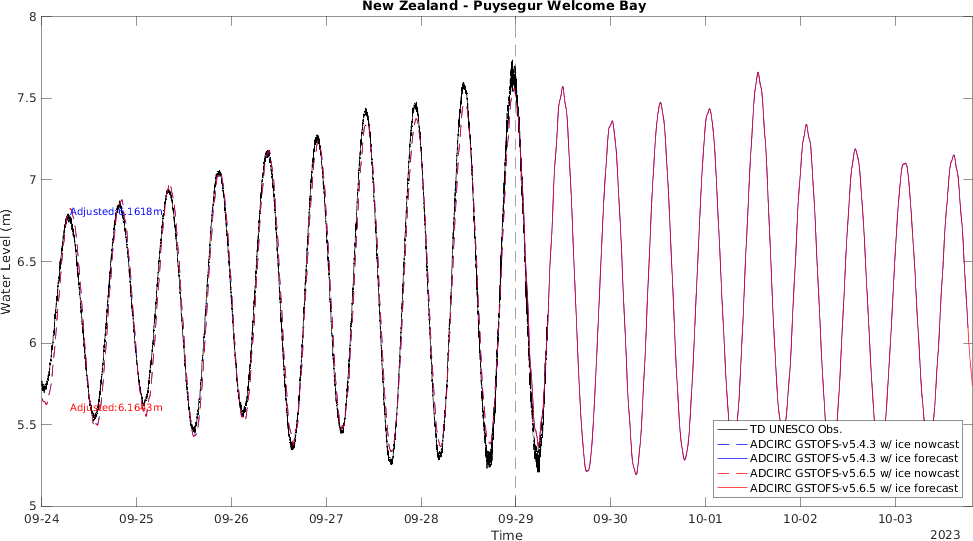 New Zealand - Puysegur Welcome Bay
8
7.5
7
6.5
6
5.5
5
Water Level (m)
Adjusted:6.1618m
Adjusted:6.1643m
TD UNESCO Obs.
ADCIRC GSTOFS-v5.4.3 w/ ice nowcast
ADCIRC GSTOFS-v5.4.3 w/ ice forecast
ADCIRC GSTOFS-v5.6.5 w/ ice nowcast
ADCIRC GSTOFS-v5.6.5 w/ ice forecast
09-24 09-25 09-26 09-27 09-28 09-29 09-30 10-01 10-02 10-03
Time
2023